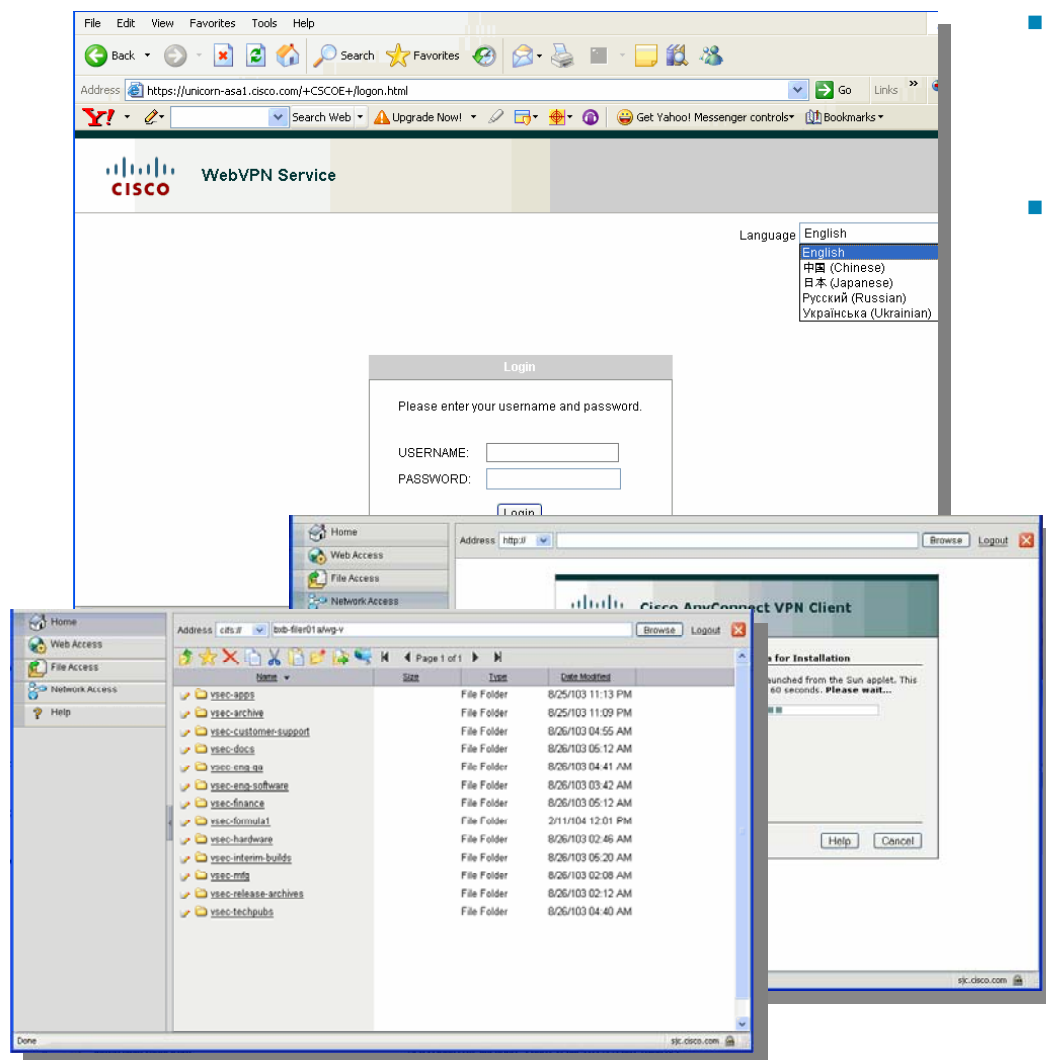 File Edit View Favorites Tools Help
Back Search Favorites
Address https://unicorn-asa1.cisco.com/+CSCOE+/logon.html Go Links »
Y! Search Web Upgrade Now! Get Yahoo! Messenger controls Bookmarks
CISCO WebVPN Service
Language English
English
中国 (Chinese)
日本 (Japanese)
Русский (Russian)
Українська (Ukrainian)
Login
Please enter your username and password.
USERNAME:
PASSWORD:
Login
Home
Web Access
File Access
Network Access
Address http:// Browse Logout
Cisco AnyConnect VPN Client
for Installation
launched from the Sun applet. This
60 seconds. Please wait...
Help Cancel
sjc.cisco.com
Home
Web Access
File Access
Network Access
Help
Address cifs:// bxb-filer01a/wg-v Browse Logout
Page 1 of 1
Name Size Type Date Modified
vsec-apps File Folder 8/25/103 11:13 PM
vsec-archive File Folder 8/25/103 11:09 PM
vsec-customer-support File Folder 8/26/103 04:55 AM
vsec-docs File Folder 8/26/103 05:12 AM
vsec-eng-qa File Folder 8/26/103 04:41 AM
vsec-eng-software File Folder 8/26/103 03:42 AM
vsec-finance File Folder 8/26/103 05:12 AM
vsec-formula1 File Folder 2/11/104 12:01 PM
vsec-hardware File Folder 8/26/103 02:46 AM
vsec-interim-builds File Folder 8/26/103 05:20 AM
vsec-mfg File Folder 8/26/103 02:08 AM
vsec-release-archives File Folder 8/26/103 02:12 AM
vsec-techpubs File Folder 8/26/103 04:40 AM
Done sjc.cisco.com